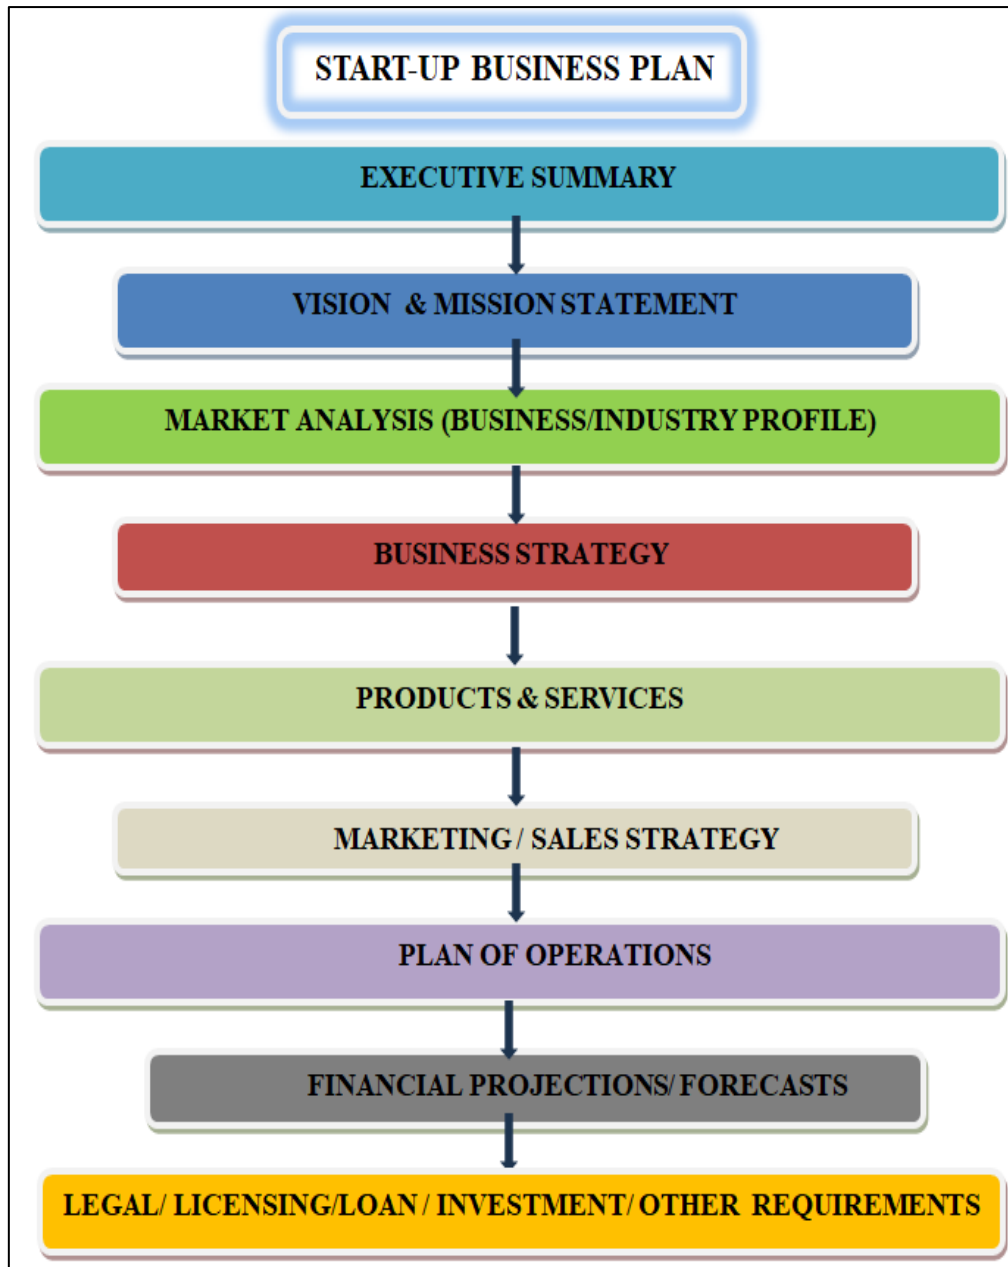 START-UP BUSINESS PLAN
EXECUTIVE SUMMARY
VISION & MISSION STATEMENT
MARKET ANALYSIS (BUSINESS/INDUSTRY PROFILE)
BUSINESS STRATEGY
PRODUCTS & SERVICES
MARKETING / SALES STRATEGY
PLAN OF OPERATIONS
FINANCIAL PROJECTIONS/ FORECASTS
LEGAL/ LICENSING/LOAN / INVESTMENT/ OTHER REQUIREMENTS